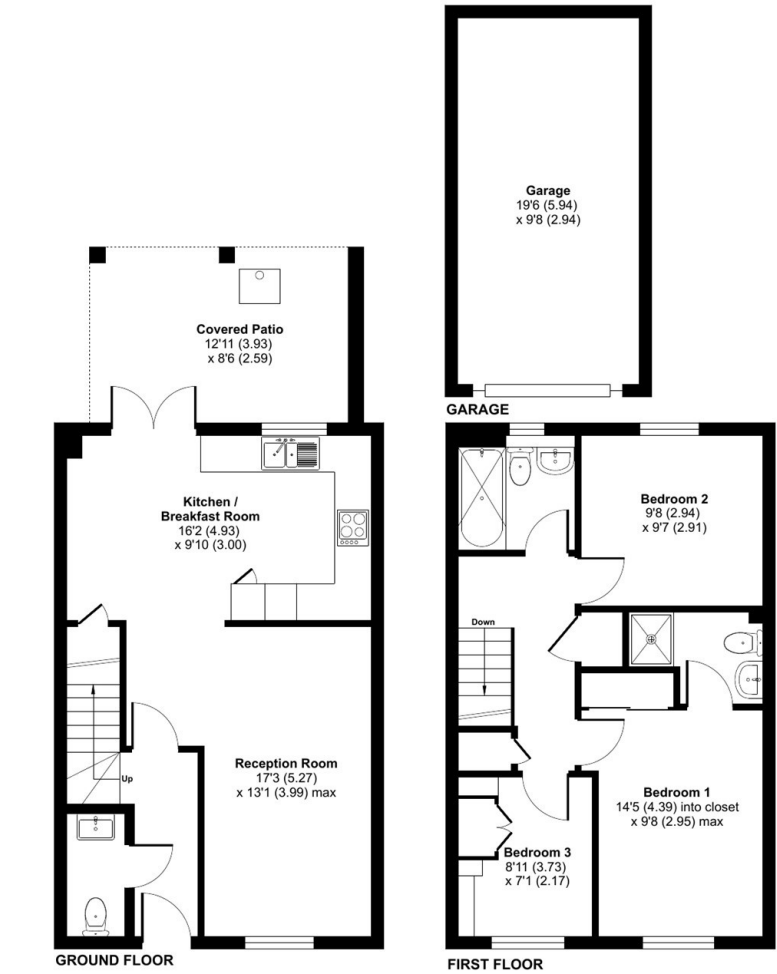 Garage
19'6 (5.94)
x 9'8 (2.94)
GARAGE
Covered Patio
12'11 (3.93)
x 8'6 (2.59)
Kitchen /
Breakfast Room
16'2 (4.93)
x 9'10 (3.00)
Up
Reception Room
17'3 (5.27)
x 13'1 (3.99) max
GROUND FLOOR
Bedroom 2
9'8 (2.94)
x 9'7 (2.91)
Down
Bedroom 1
14'5 (4.39) into closet
x 9'8 (2.95) max
Bedroom 3
8'11 (3.73)
x 7'1 (2.17)
FIRST FLOOR